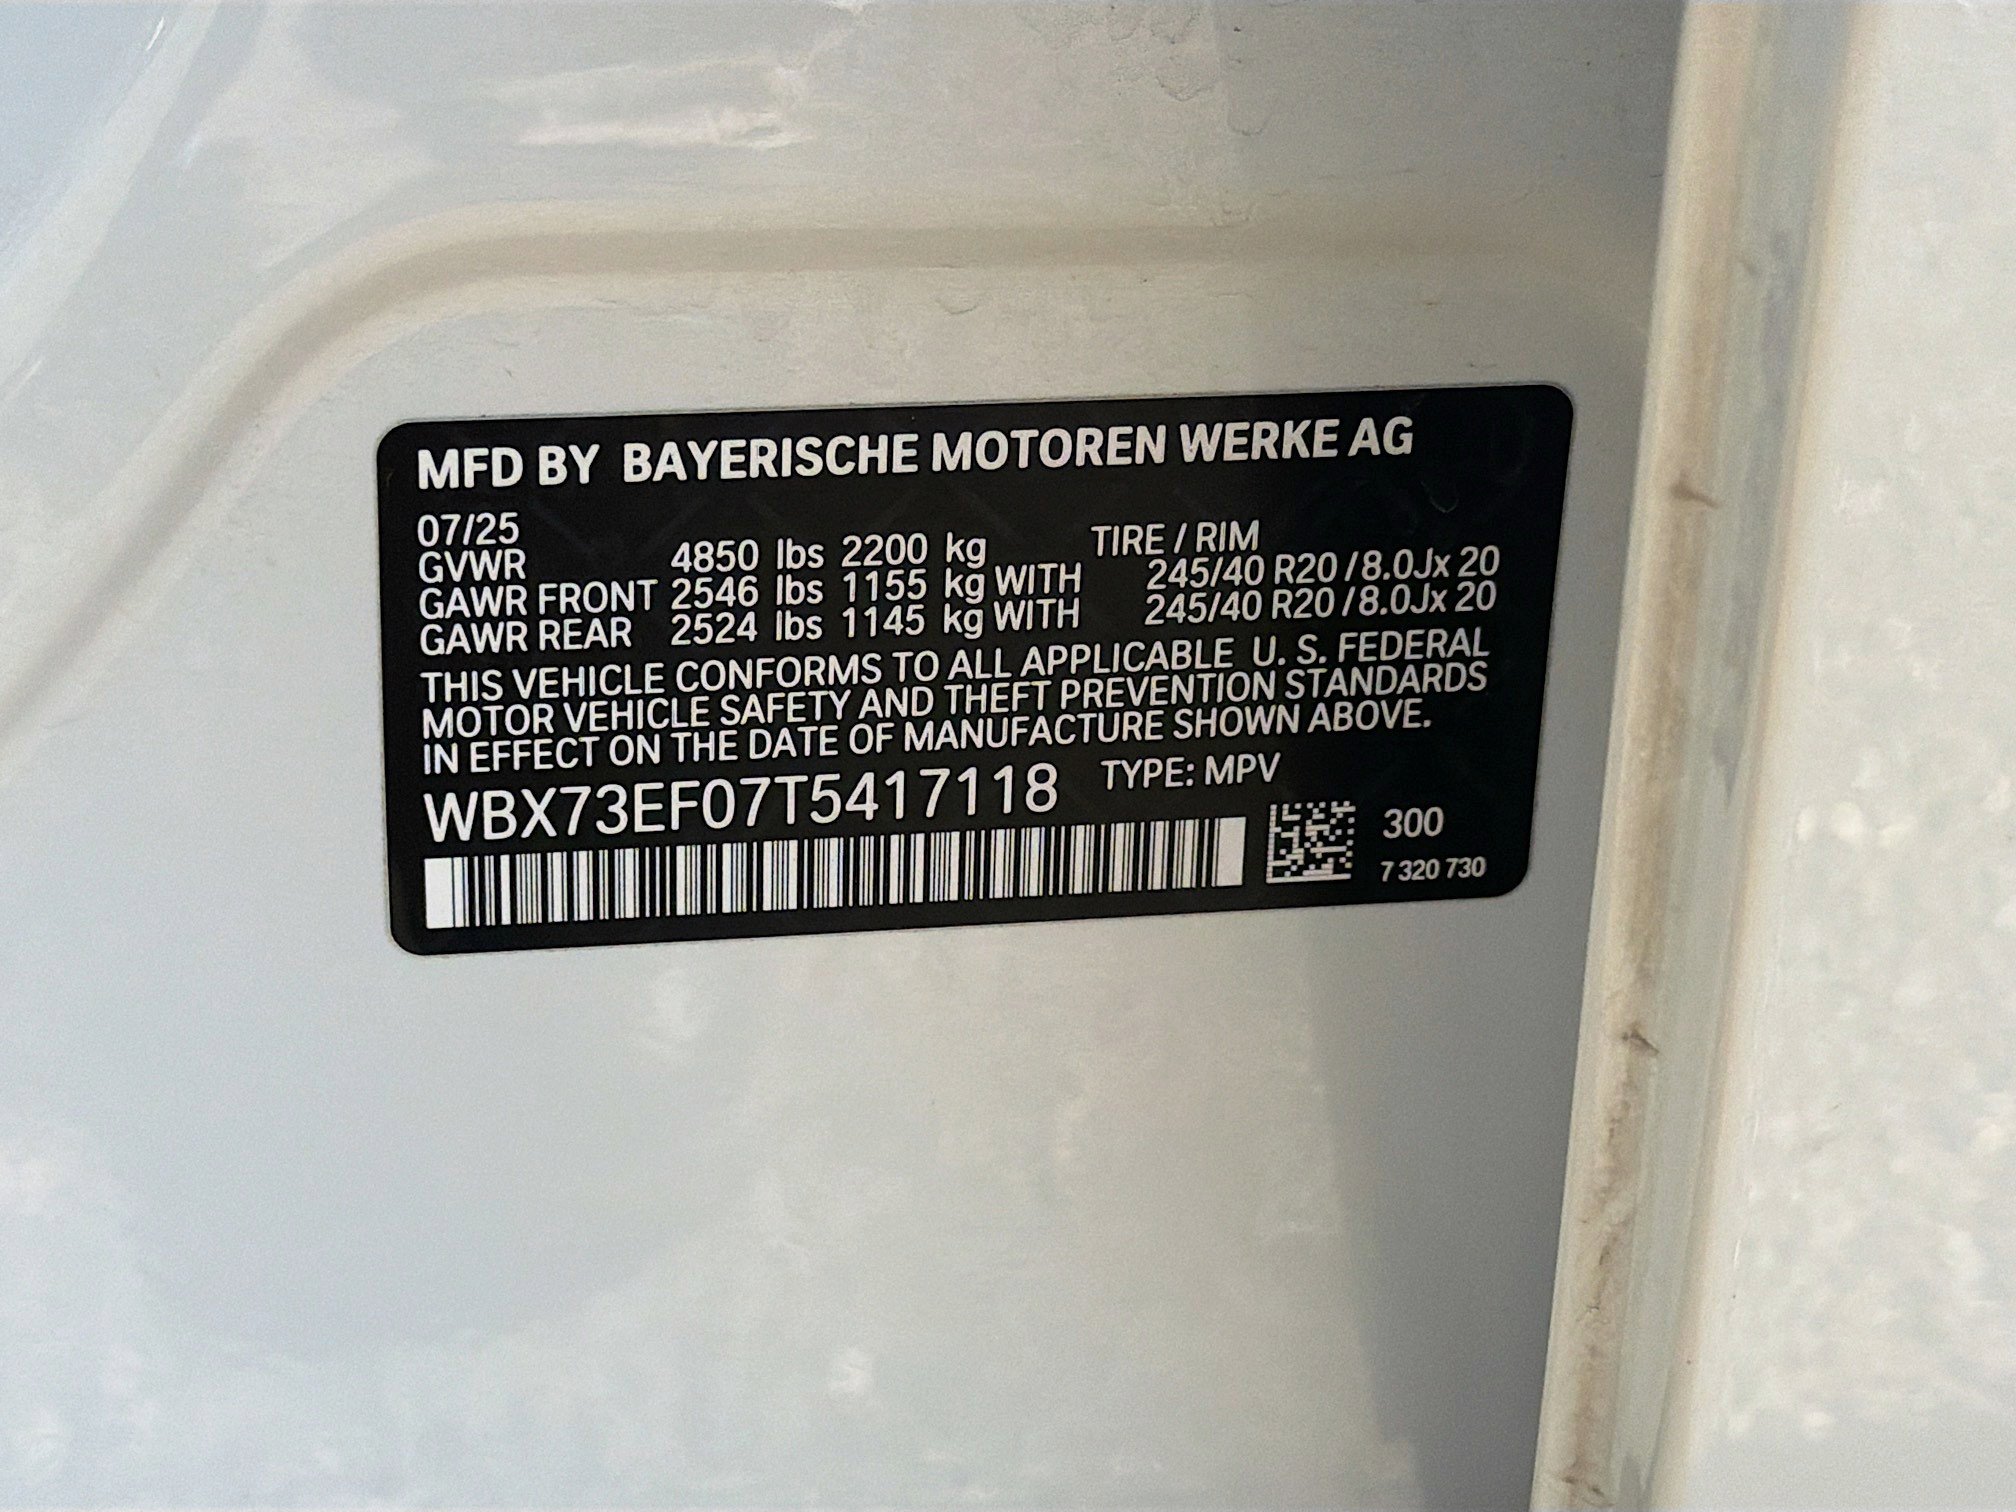 MFD BY BAYERISCHE MOTOREN WERKE AG
07/25
GVWR 4850 lbs 2200 kg TIRE / RIM
GAWR FRONT 2546 lbs 1155 kg WITH 245/40 R20 / 8.0Jx 20
GAWR REAR 2524 lbs 1145 kg WITH 245/40 R20 / 8.0Jx 20
THIS VEHICLE CONFORMS TO ALL APPLICABLE U. S. FEDERAL
MOTOR VEHICLE SAFETY AND THEFT PREVENTION STANDARDS
IN EFFECT ON THE DATE OF MANUFACTURE SHOWN ABOVE.
WBX73EF07T5417118 TYPE: MPV
300
7 320 730